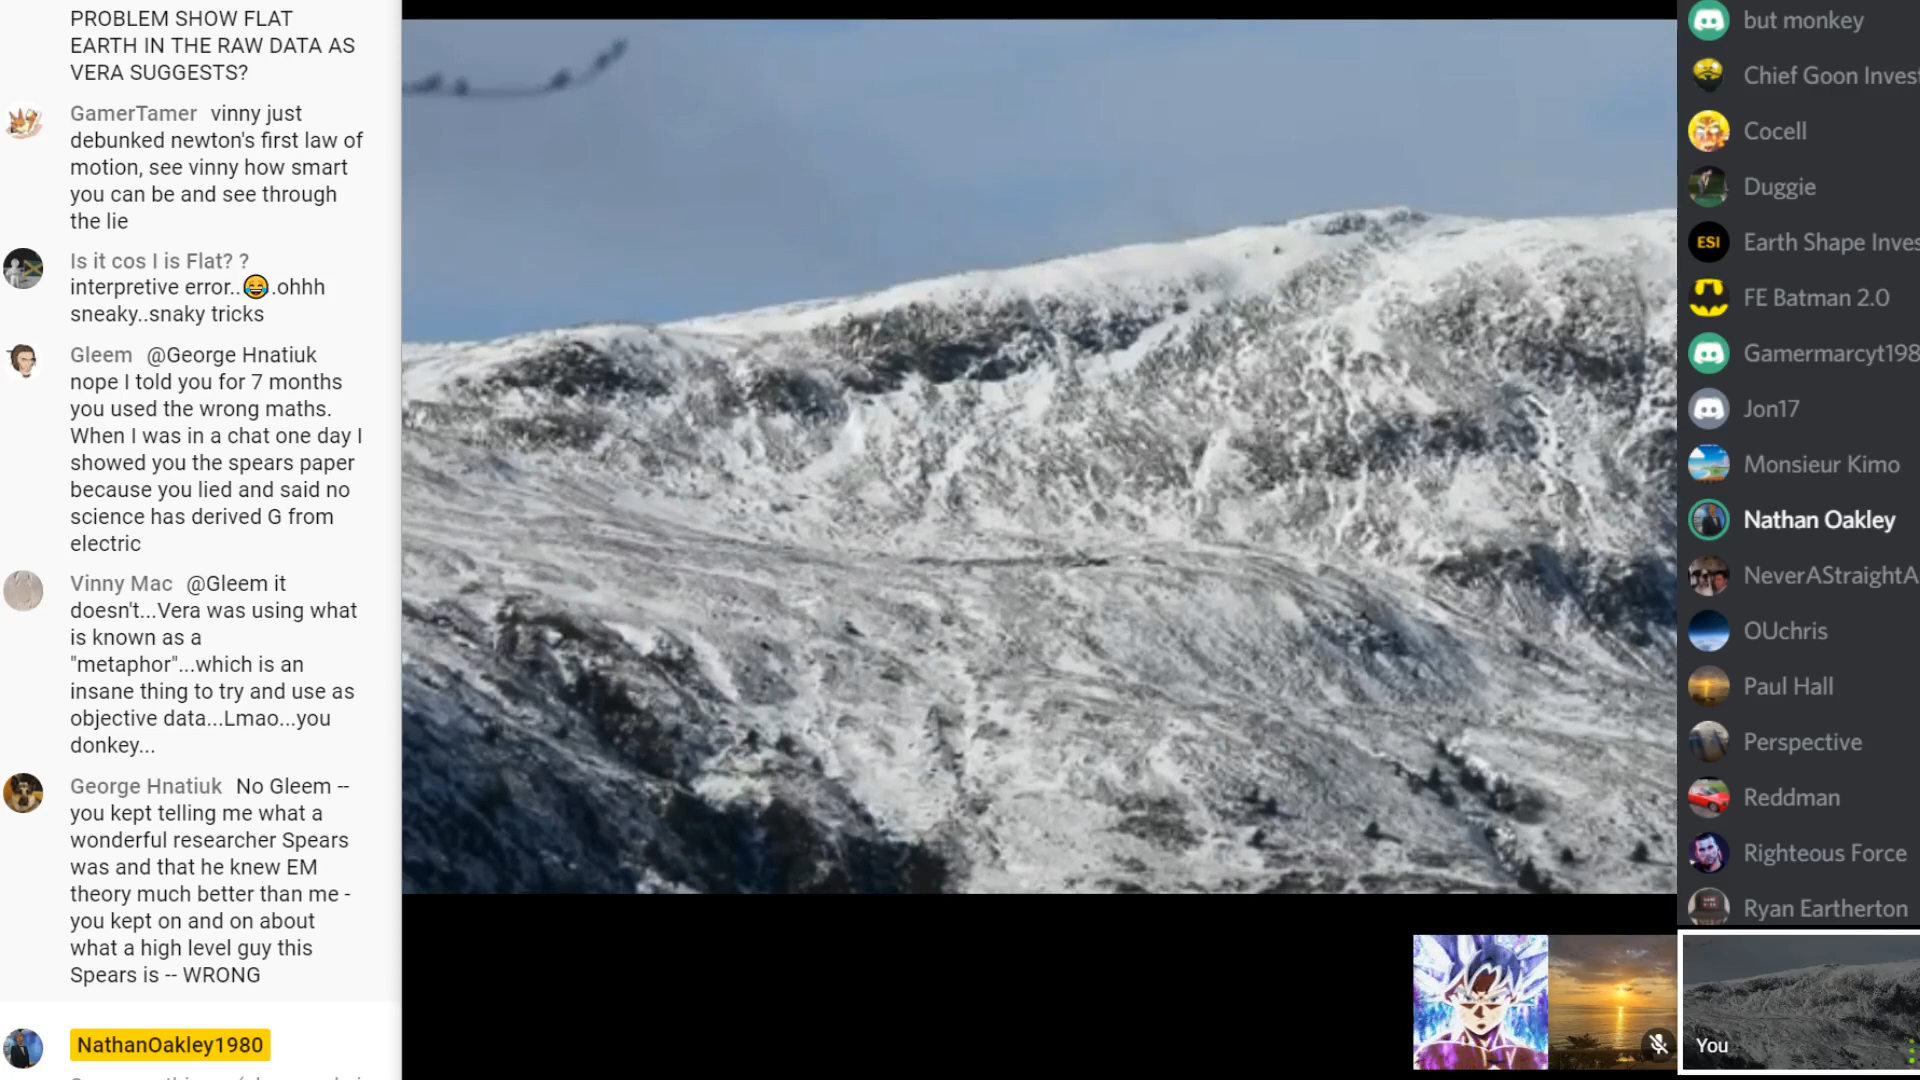 PROBLEM SHOW FLAT
EARTH IN THE RAW DATA AS
VERA SUGGESTS?
GamerTamer vinny just
debunked newton's first law of
motion, see vinny how smart
you can be and see through
the lie
Is it cos I is Flat? ?
interpretive error..😂.ohhh
sneaky..snaky tricks
Gleem @George Hnatiuk
nope I told you for 7 months
you used the wrong maths.
When I was in a chat one day I
showed you the spears paper
because you lied and said no
science has derived G from
electric
Vinny Mac @Gleem it
doesn't...Vera was using what
is known as a
"metaphor"...which is an
insane thing to try and use as
objective data...Lmao...you
donkey...
George Hnatiuk No Gleem --
you kept telling me what a
wonderful researcher Spears
was and that he knew EM
theory much better than me -
you kept on and on about
what a high level guy this
Spears is -- WRONG
NathanOakley1980
but monkey
Chief Goon Invest
Cocell
Duggie
ESI
Earth Shape Inves
FE Batman 2.0
Gamermarcyt198
Jon17
Monsieur Kimo
Nathan Oakley
NeverAStraightA
OUchris
Paul Hall
Perspective
Reddman
Righteous Force
Ryan Eartherton
You